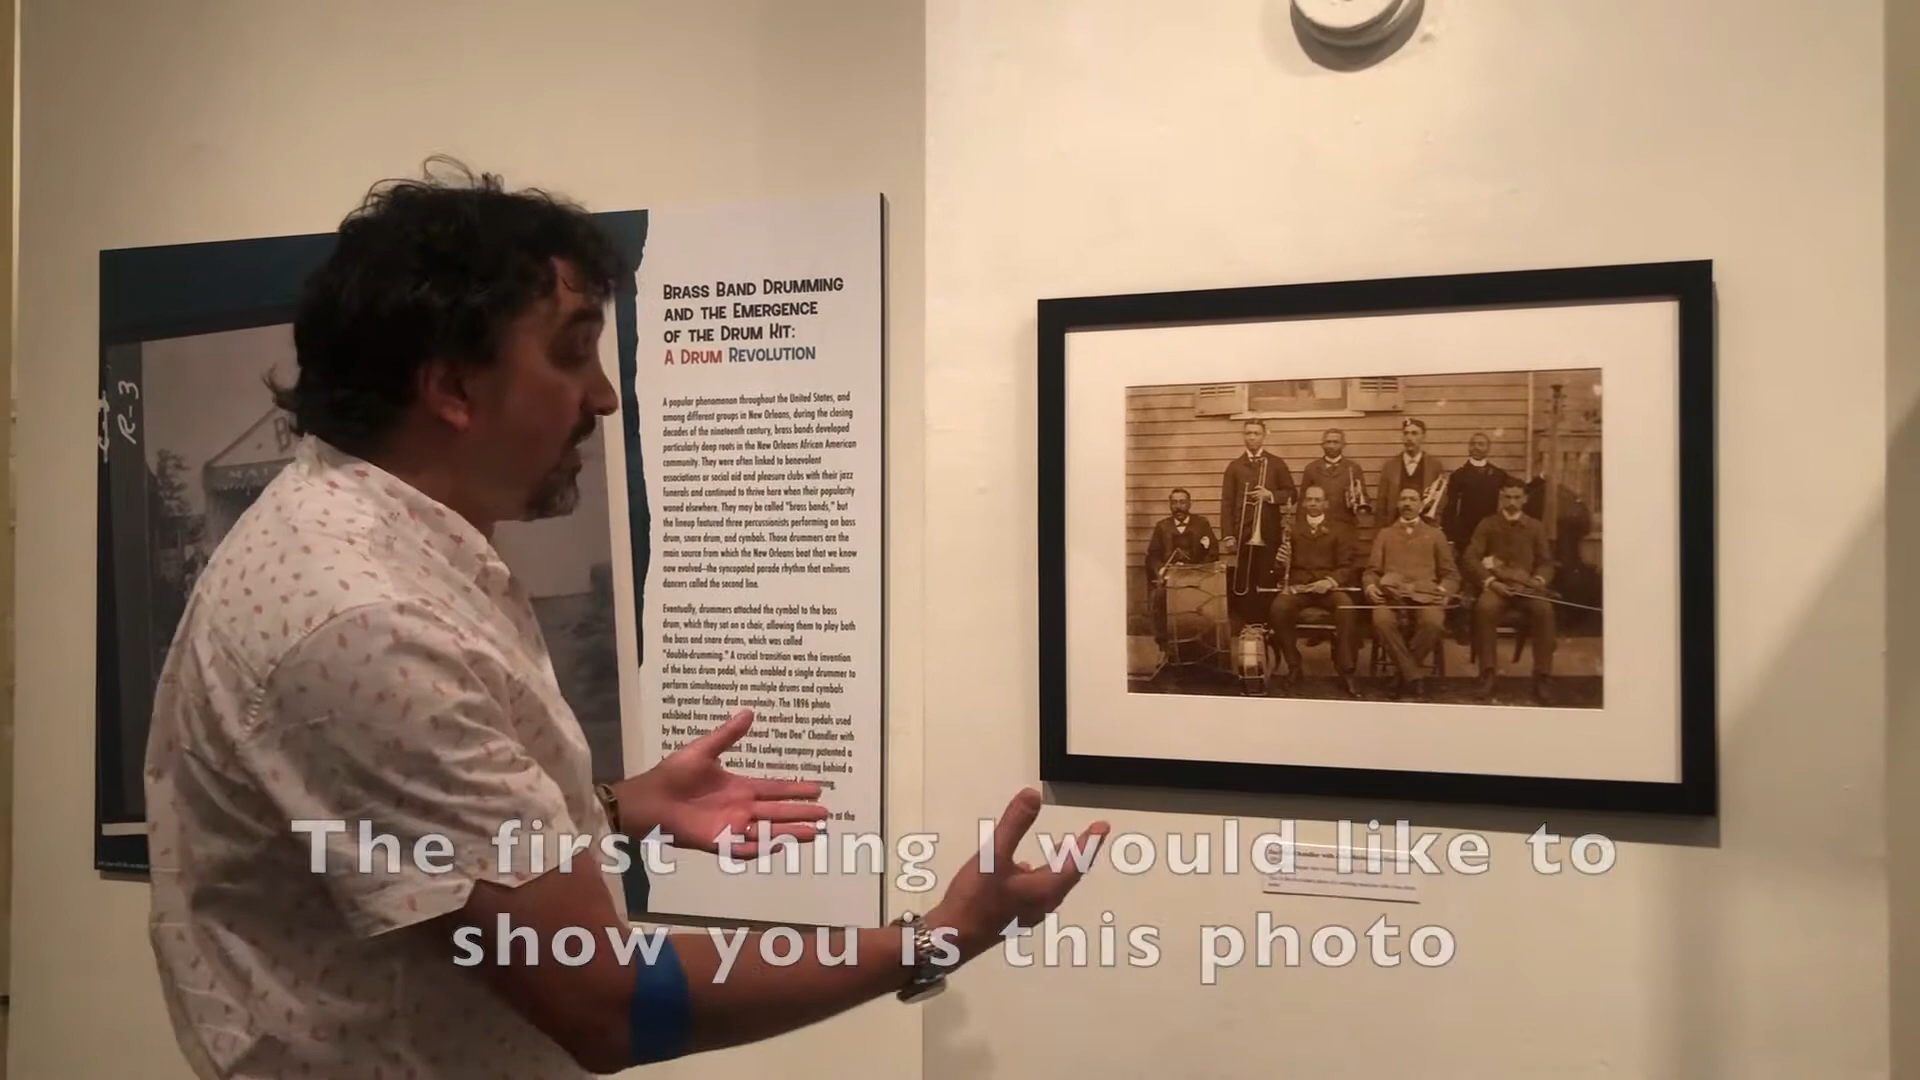 R-3
BRASS BAND DRUMMING
AND THE EMERGENCE
OF THE DRUM KIT:
A DRUM REVOLUTION
A popular phenomenon throughout the United States, and
among different groups in New Orleans, during the closing
decades of the nineteenth century, brass bands developed
particularly deep roots in the New Orleans African American
community. They were often linked to benevolent
associations or social aid and pleasure clubs with their jazz
funerals and continued to thrive here when their popularity
waned elsewhere. They may be called "brass bands," but
the lineup featured three percussionists performing on bass
drum, snare drum, and cymbals. Those drummers are the
main source from which the New Orleans beat that we know
now evolved—the syncopated parade rhythm that enlivens
dancers called the second line.
Eventually, drummers attached the cymbal to the bass
drum, which they sat on a chair, allowing them to play both
the bass and snare drums, which was called
"double-drumming." A crucial transition was the invention
of the bass drum pedal, which enabled a single drummer to
perform simultaneously on multiple drums and cymbals
with greater facility and complexity. The 1896 photo
exhibited here the earliest bass pedals used
by New Edward "Dee Dee" Chandler with
the The Ludwig company patented a
which led to musicians sitting behind a
at the
The first thing I would like to
show you is this photo